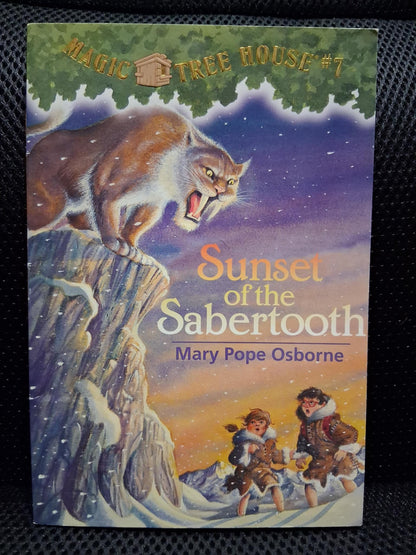 MAGIC TREE HOUSE® #7
Sunset
of the
Sabertooth
Mary Pope Osborne